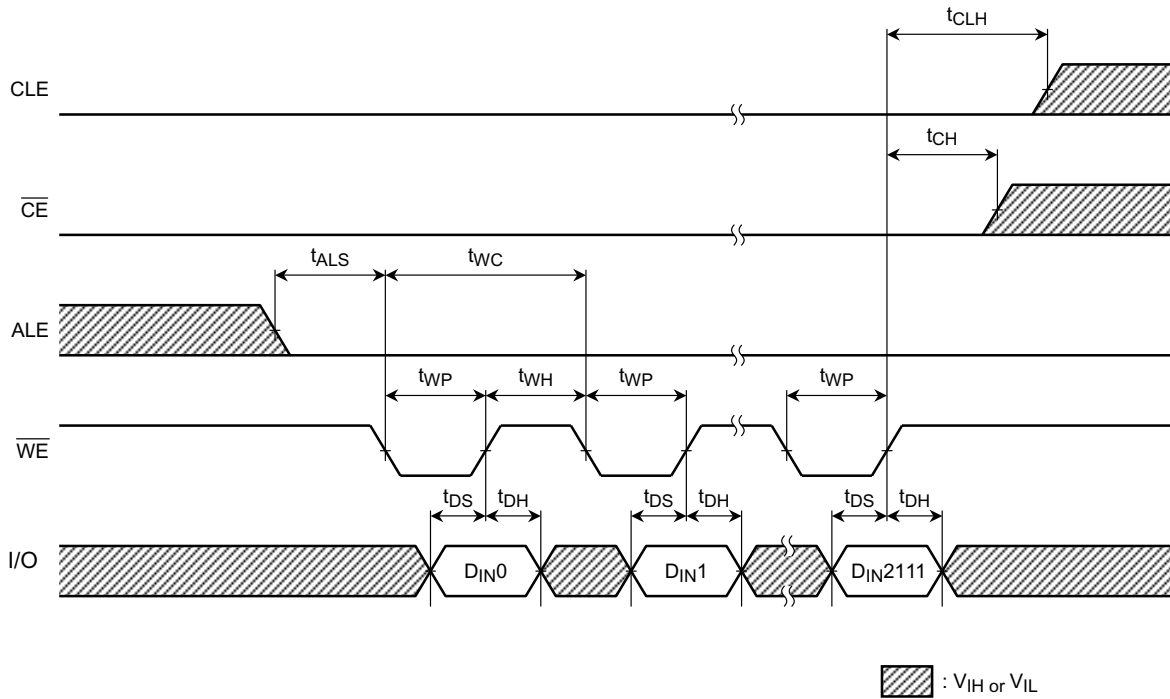 tCLH
CLE
tCH
CE
tALS
tWC
ALE
tWP
tWH
tWP
tWP
WE
tDS
tDH
tDS
tDH
tDS
tDH
I/O
DIN0
DIN1
DIN2111
: VIH or VIL